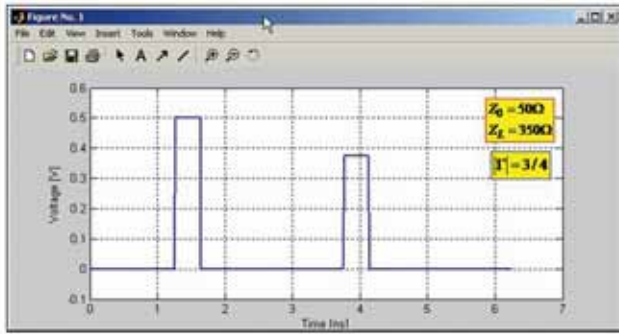 Figure No. 1
File Edit View Insert Tools Window Help
A
0.6
0.5
0.4
0.3
0.2
0.1
0
-0.1
Voltage [V]
Z0 = 50Ω
ZL = 350Ω
|Γ| = 3/4
0 1 2 3 4 5 6 7
Time [ns]